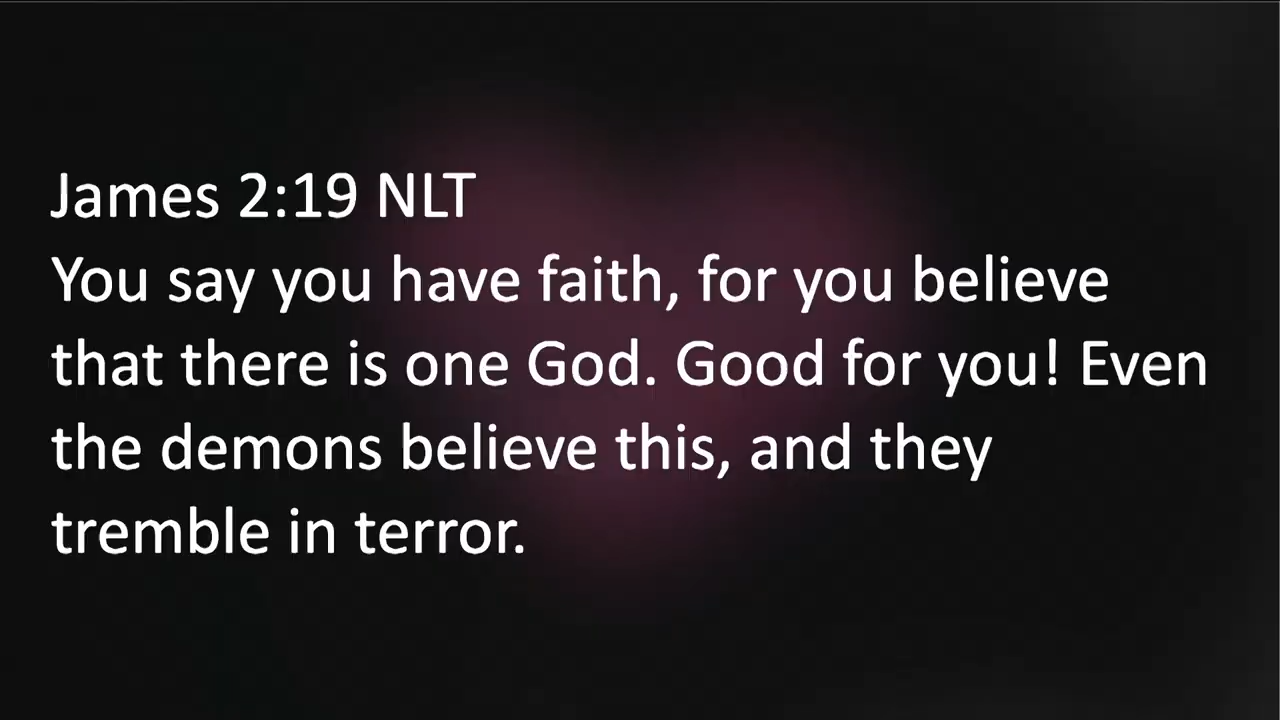 James 2:19 NLT
You say you have faith, for you believe
that there is one God. Good for you! Even
the demons believe this, and they
tremble in terror.